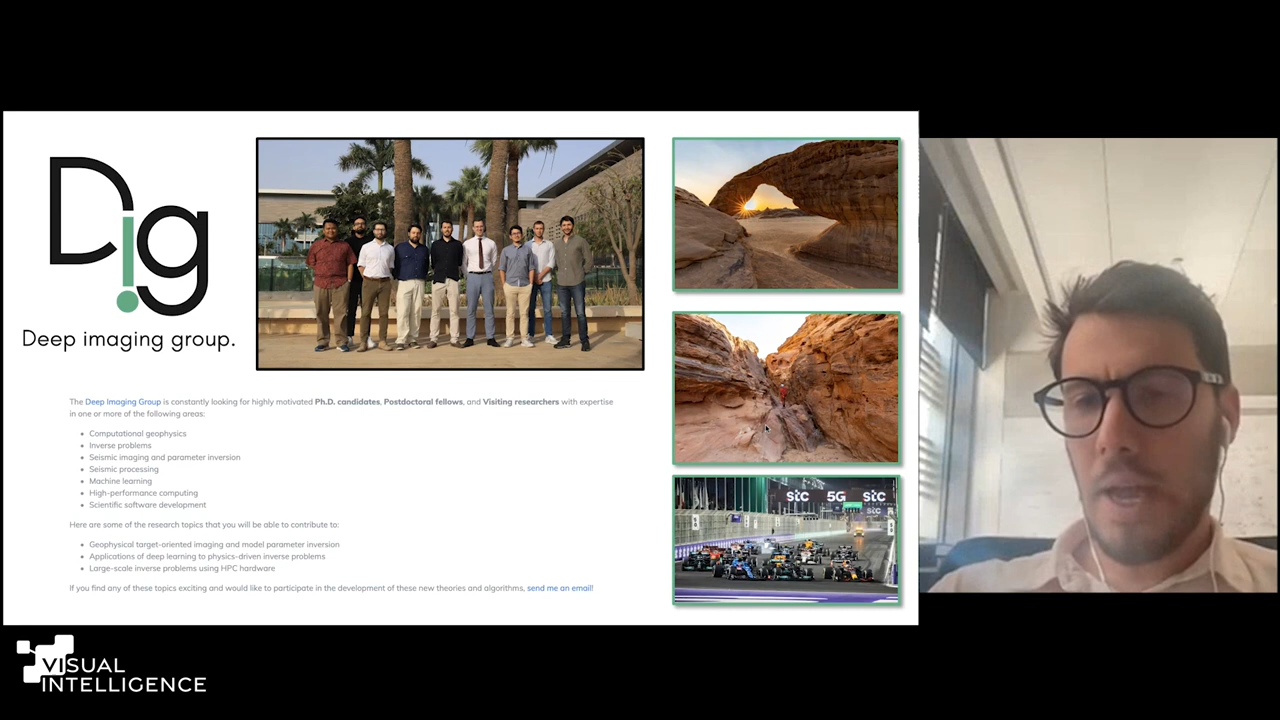 Dig
Deep imaging group.
The Deep Imaging Group is constantly looking for highly motivated Ph.D. candidates, Postdoctoral fellows, and Visiting researchers with expertise
in one or more of the following areas:
• Computational geophysics
• Inverse problems
• Seismic imaging and parameter inversion
• Seismic processing
• Machine learning
• High-performance computing
• Scientific software development
Here are some of the research topics that you will be able to contribute to:
• Geophysical target-oriented imaging and model parameter inversion
• Applications of deep learning to physics-driven inverse problems
• Large-scale inverse problems using HPC hardware
If you find any of these topics exciting and would like to participate in the development of these new theories and algorithms, send me an email!
stc 5G stc
stc
VISUAL
INTELLIGENCE